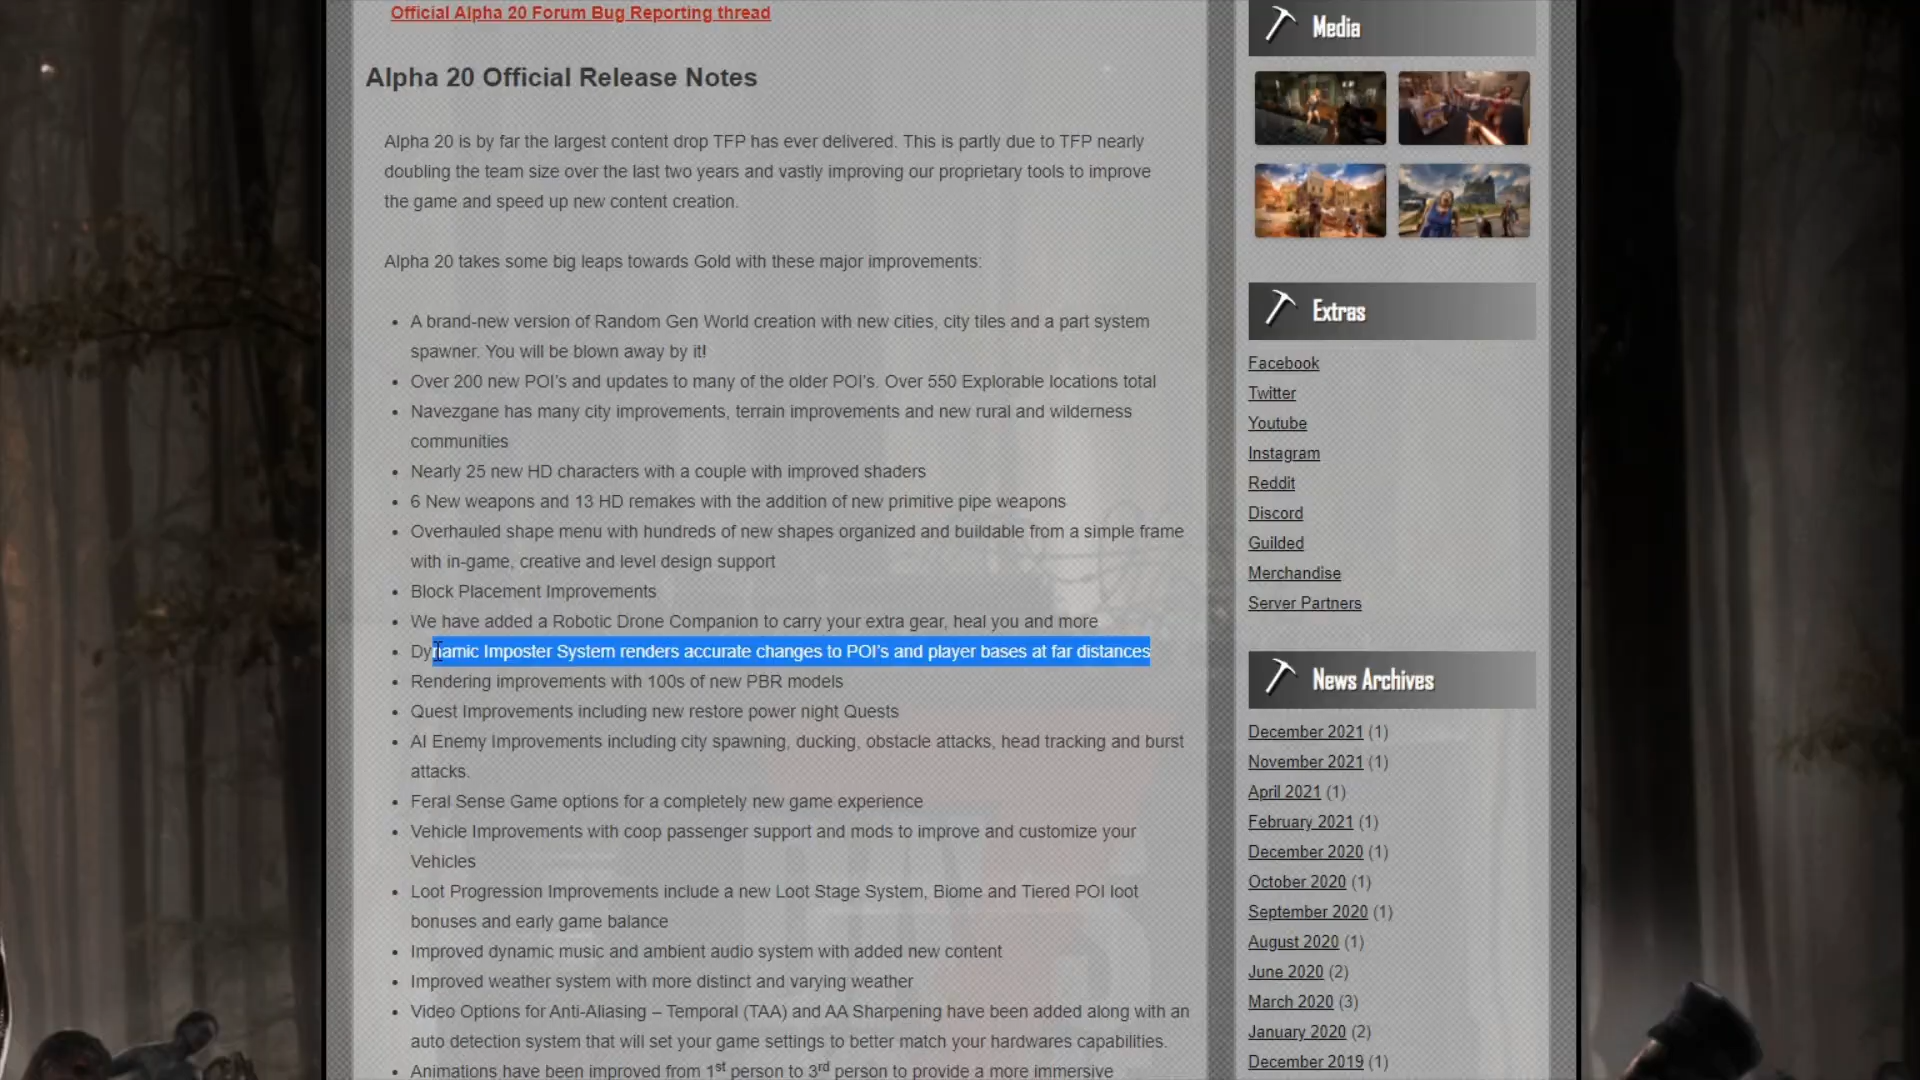 Official Alpha 20 Forum Bug Reporting thread
Alpha 20 Official Release Notes
Alpha 20 is by far the largest content drop TFP has ever delivered. This is partly due to TFP nearly
doubling the team size over the last two years and vastly improving our proprietary tools to improve
the game and speed up new content creation.
Alpha 20 takes some big leaps towards Gold with these major improvements:
• A brand-new version of Random Gen World creation with new cities, city tiles and a part system
spawner. You will be blown away by it!
• Over 200 new POI’s and updates to many of the older POI’s. Over 550 Explorable locations total
• Navezgane has many city improvements, terrain improvements and new rural and wilderness
communities
• Nearly 25 new HD characters with a couple with improved shaders
• 6 New weapons and 13 HD remakes with the addition of new primitive pipe weapons
• Overhauled shape menu with hundreds of new shapes organized and buildable from a simple frame
with in-game, creative and level design support
• Block Placement Improvements
• We have added a Robotic Drone Companion to carry your extra gear, heal you and more
• Dynamic Imposter System renders accurate changes to POI’s and player bases at far distances
• Rendering improvements with 100s of new PBR models
• Quest Improvements including new restore power night Quests
• AI Enemy Improvements including city spawning, ducking, obstacle attacks, head tracking and burst
attacks.
• Feral Sense Game options for a completely new game experience
• Vehicle Improvements with coop passenger support and mods to improve and customize your
Vehicles
• Loot Progression Improvements include a new Loot Stage System, Biome and Tiered POI loot
bonuses and early game balance
• Improved dynamic music and ambient audio system with added new content
• Improved weather system with more distinct and varying weather
• Video Options for Anti-Aliasing – Temporal (TAA) and AA Sharpening have been added along with an
auto detection system that will set your game settings to better match your hardwares capabilities.
• Animations have been improved from 1st person to 3rd person to provide a more immersive
Media
Extras
Facebook
Twitter
Youtube
Instagram
Reddit
Discord
Guilded
Merchandise
Server Partners
News Archives
December 2021 (1)
November 2021 (1)
April 2021 (1)
February 2021 (1)
December 2020 (1)
October 2020 (1)
September 2020 (1)
August 2020 (1)
June 2020 (2)
March 2020 (3)
January 2020 (2)
December 2019 (1)